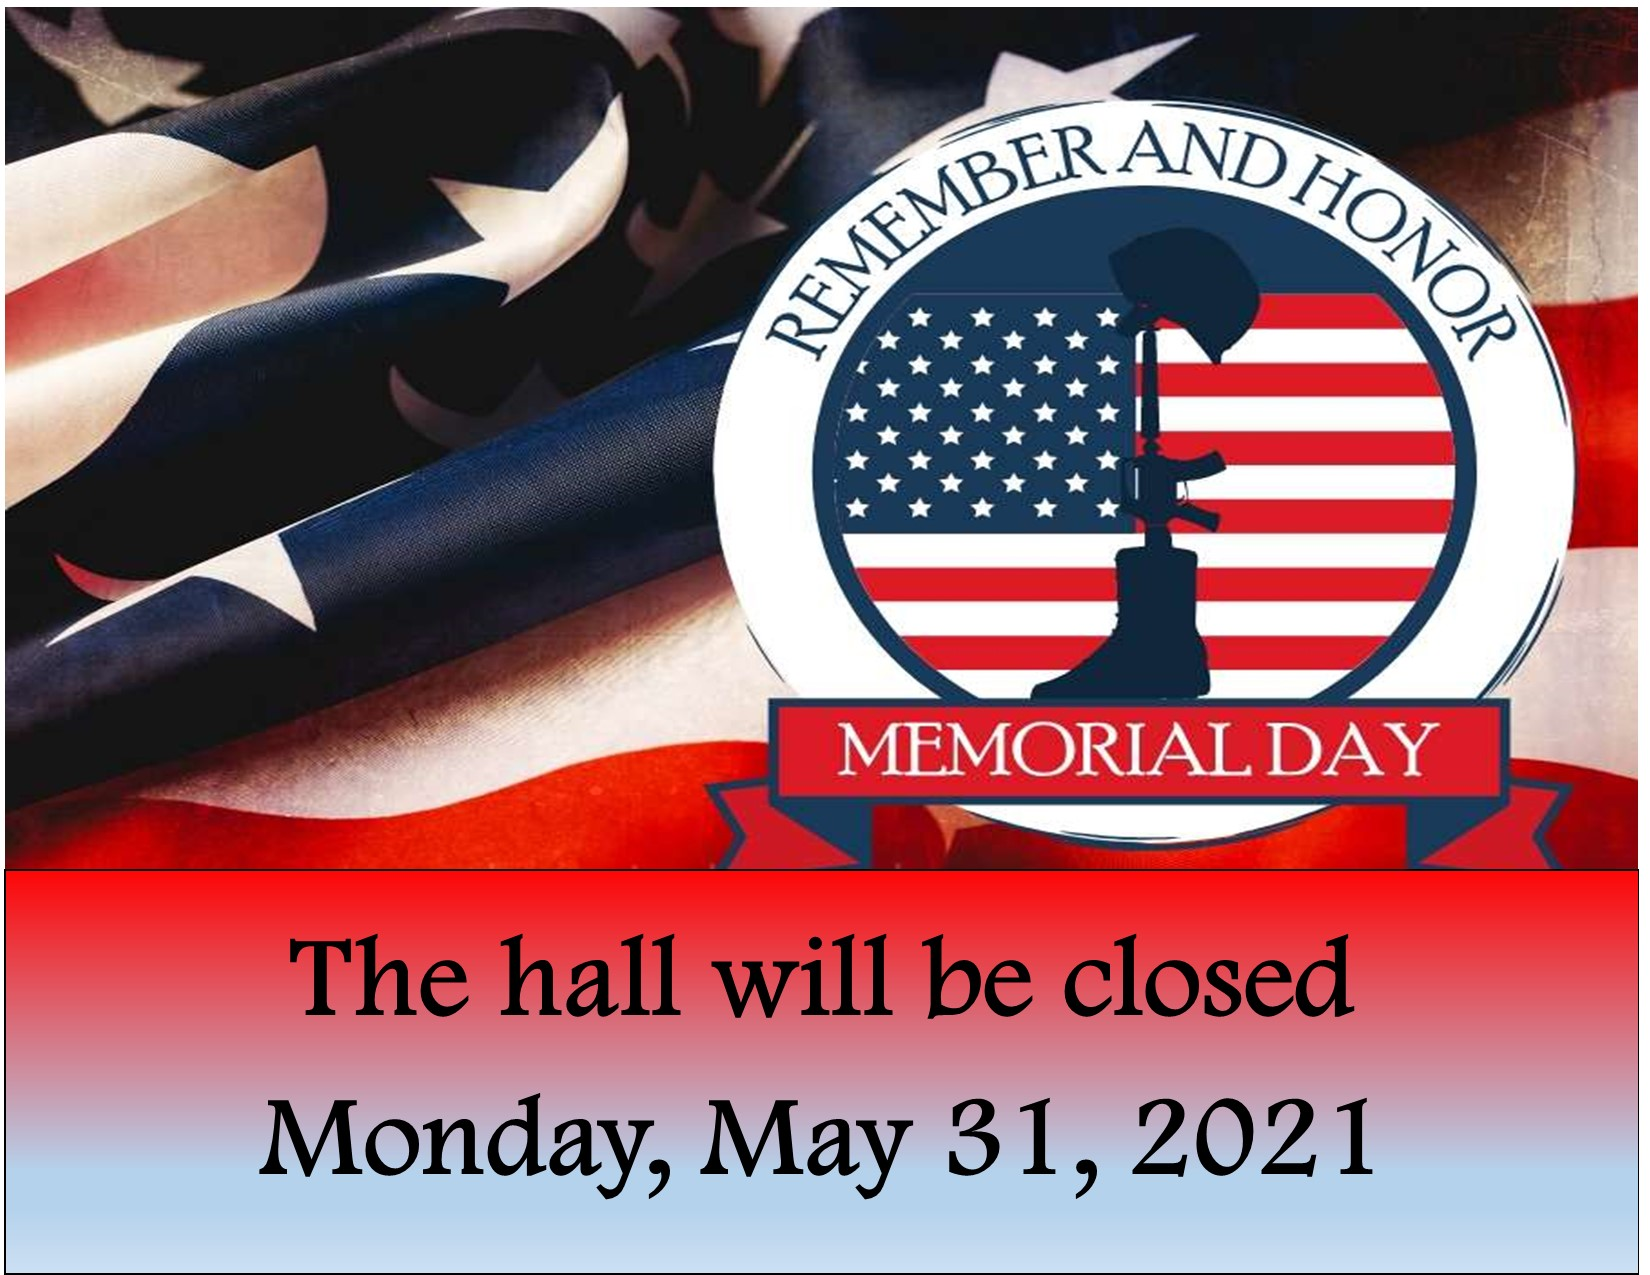 REMEMBER AND HONOR
MEMORIAL DAY
The hall will be closed
Monday, May 31, 2021